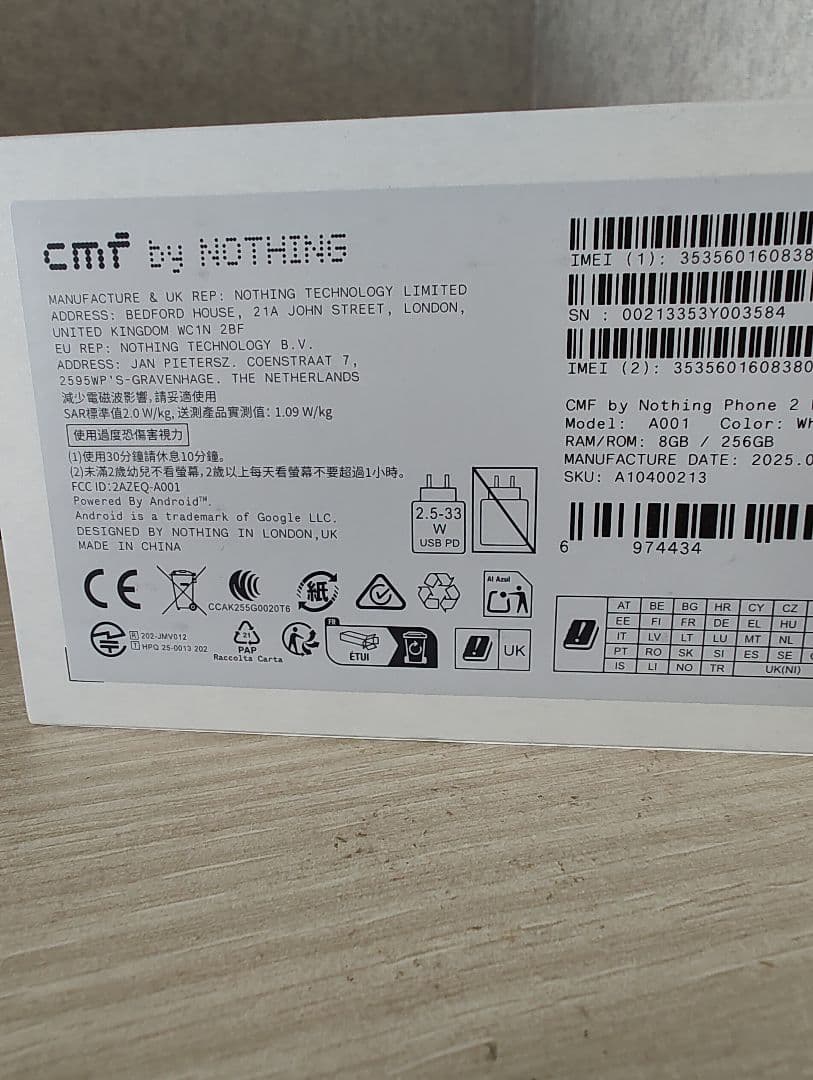 cmf by NOTHING
MANUFACTURE & UK REP: NOTHING TECHNOLOGY LIMITED
ADDRESS: BEDFORD HOUSE, 21A JOHN STREET, LONDON,
UNITED KINGDOM WC1N 2BF
EU REP: NOTHING TECHNOLOGY B.V.
ADDRESS: JAN PIETERSZ. COENSTRAAT 7,
2595WP'S-GRAVENHAGE. THE NETHERLANDS
減少電磁波影響,請妥適使用
SAR標準值2.0 W/kg, 送測產品實測值: 1.09 W/kg
使用過度恐傷害視力
(1)使用30分鐘請休息10分鐘。
(2)未滿2歲幼兒不看螢幕,2歲以上每天看螢幕不要超過1小時。
FCC ID:2AZEQ-A001
Powered By Android™.
Android is a trademark of Google LLC.
DESIGNED BY NOTHING IN LONDON,UK
MADE IN CHINA
2.5-33
W
USB PD
CE
CCAK255G0020T6
紙
Al Azul
R 202-JMV012
T HPQ 25-0013 202
21
PAP
Raccolta Carta
FR
ÉTUI
UK
IMEI (1): 353560160838
SN : 00213353Y003584
IMEI (2): 3535601608380
CMF by Nothing Phone 2
Model: A001 Color: Wh
RAM/ROM: 8GB / 256GB
MANUFACTURE DATE: 2025.0
SKU: A10400213
6 974434
AT BE BG HR CY CZ
EE FI FR DE EL HU
IT LV LT LU MT NL
PT RO SK SI ES SE
IS LI NO TR UK(NI)